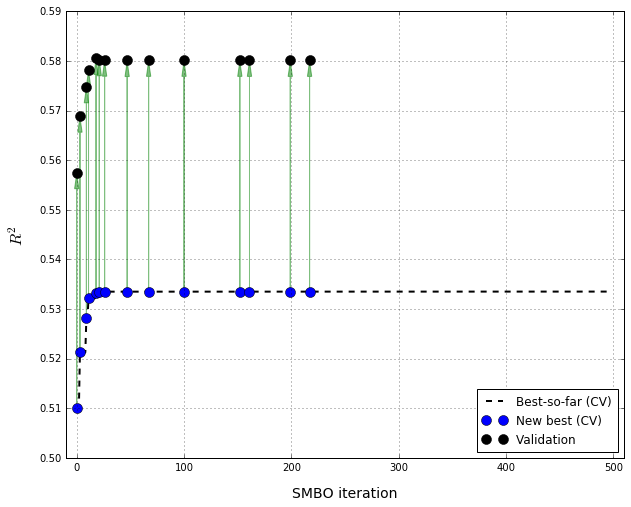 0.59
0.58
0.57
0.56
0.55
0.54
0.53
0.52
0.51
0.50
R²
0 100 200 300 400 500
SMBO iteration
Best-so-far (CV)
New best (CV)
Validation